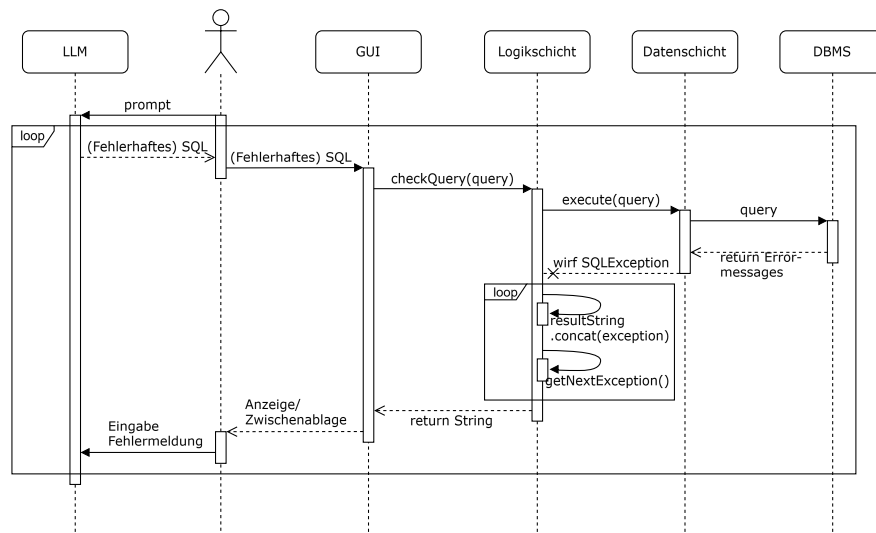 LLM
GUI
Logikschicht
Datenschicht
DBMS
prompt
loop
(Fehlerhaftes) SQL
(Fehlerhaftes) SQL
checkQuery(query)
execute(query)
query
return Error-
messages
wirf SQLException
loop
resultString
.concat(exception)
getNextException()
return String
Anzeige/
Zwischenablage
Eingabe
Fehlermeldung